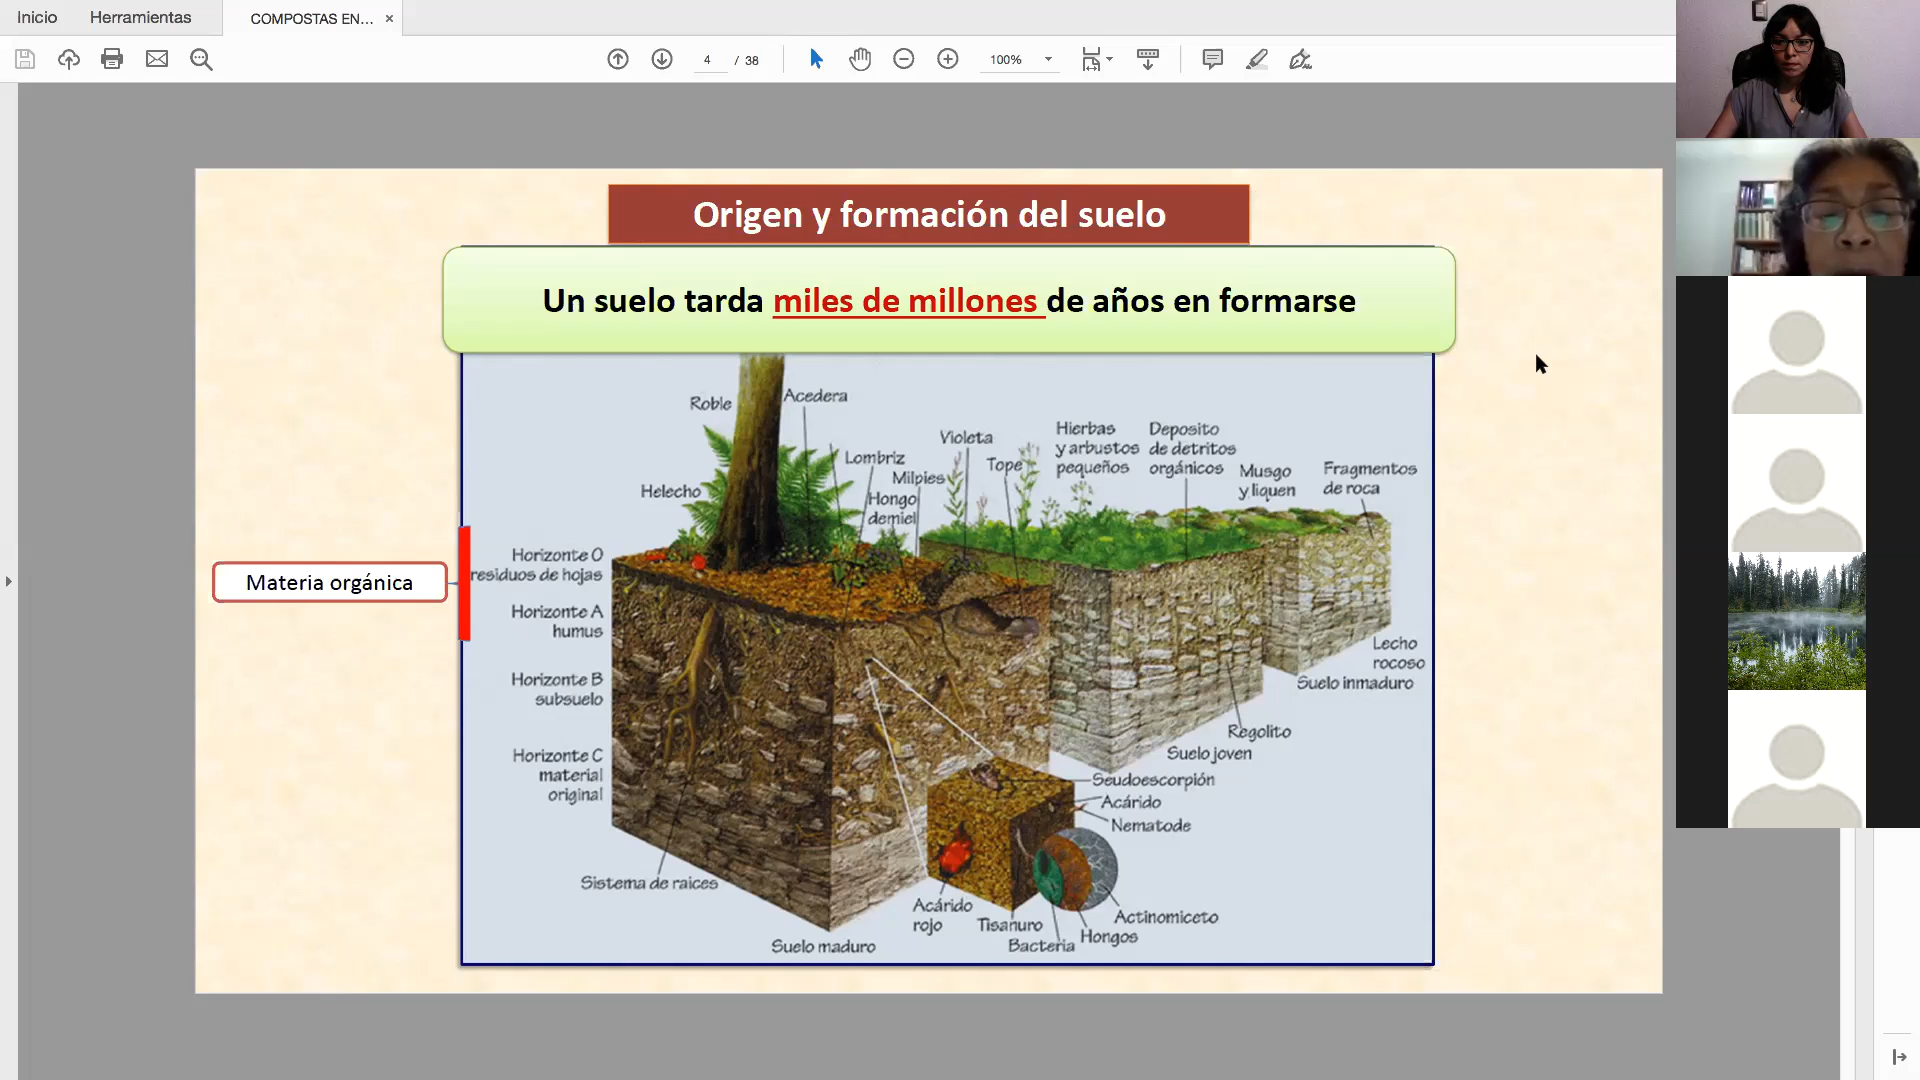 Inicio
Herramientas
COMPOSTAS EN...
4 / 38
100%
Origen y formación del suelo
Un suelo tarda miles de millones de años en formarse
Roble
Acedera
Helecho
Lombriz
Milpies
Hongo
demiel
Violeta
Tope
Hierbas
y arbustos
pequeños
Deposito
de detritos
orgánicos
Musgo
y liquen
Fragmentos
de roca
Materia orgánica
Horizonte O
residuos de hojas
Horizonte A
humus
Horizonte B
subsuelo
Horizonte C
material
original
Lecho
rocoso
Suelo inmaduro
Regolito
Suelo joven
Seudoescorpión
Acárido
Nematode
Sistema de raices
Acárido
rojo
Tisanuro
Bacteria
Hongos
Actinomiceto
Suelo maduro